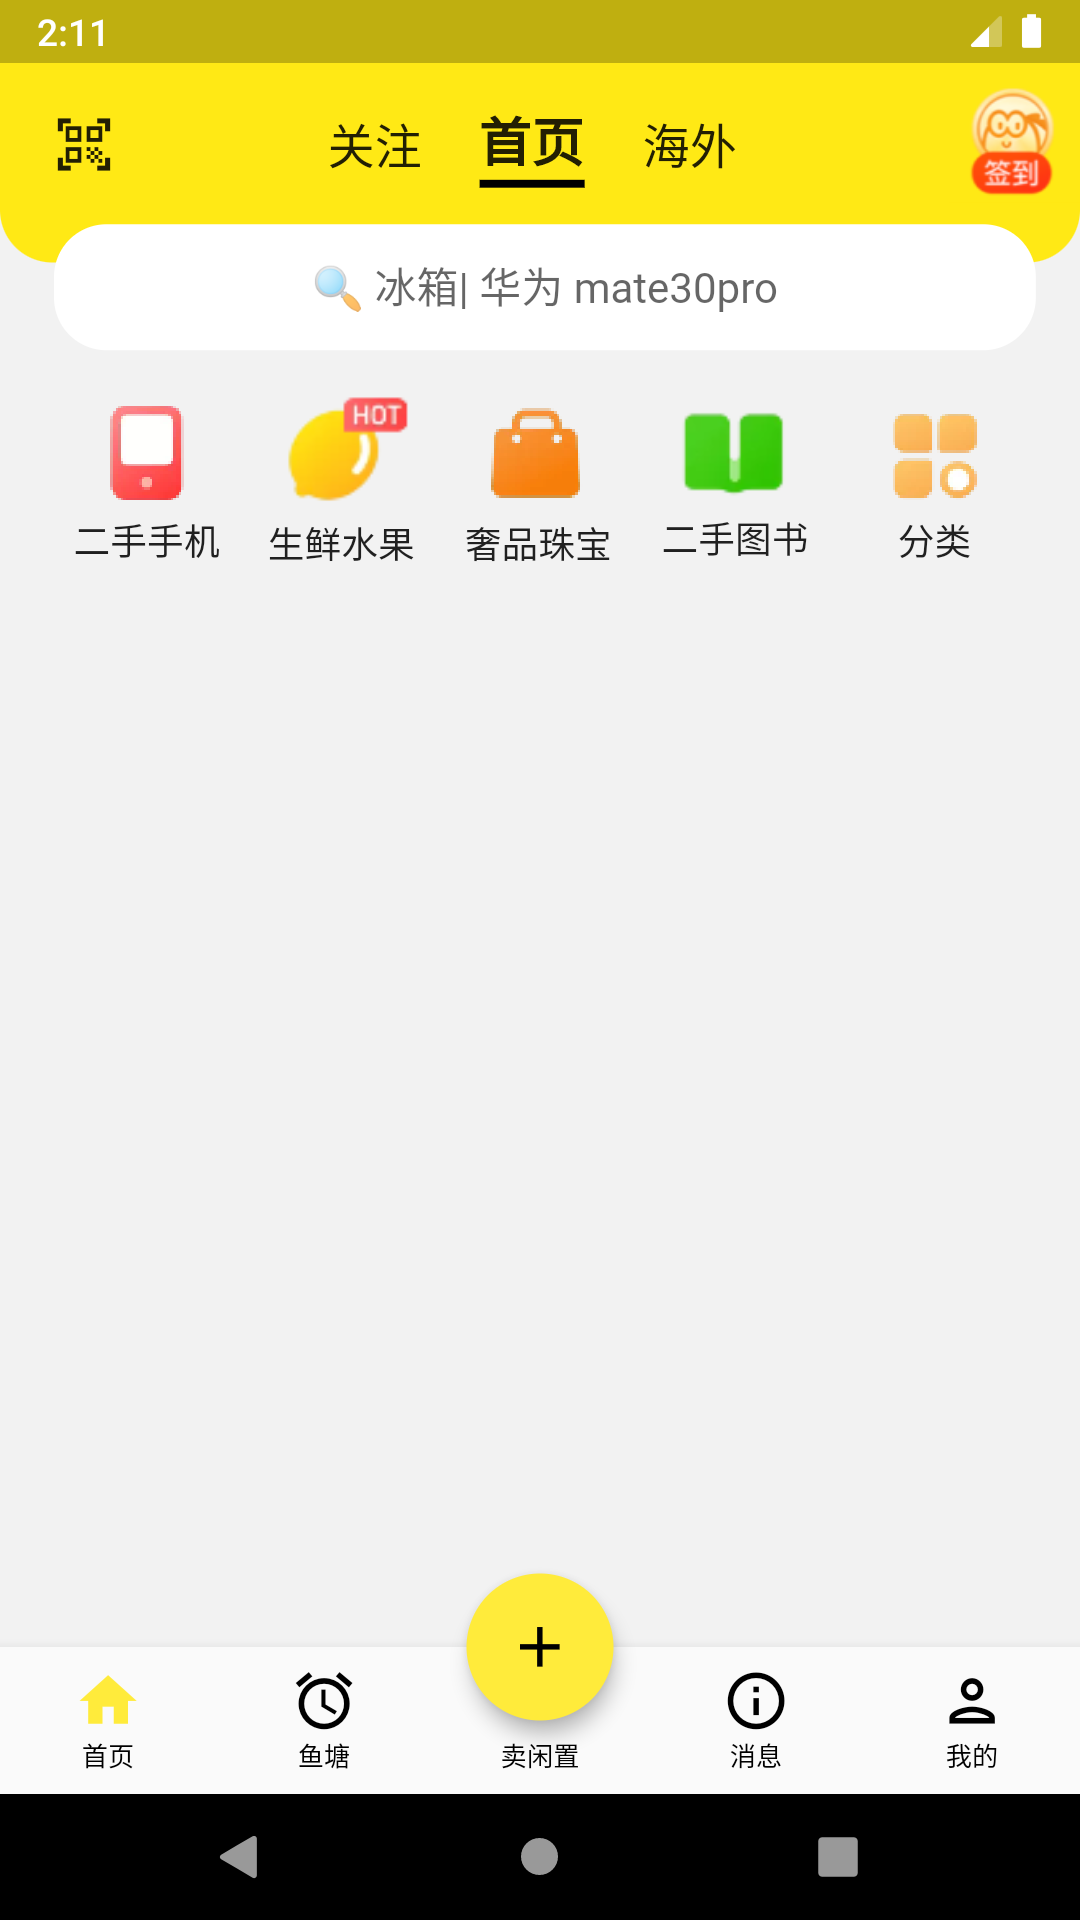 2:11
关注 首页 海外
签到
🔍 冰箱| 华为 mate30pro
HOT
二手手机 生鲜水果 奢品珠宝 二手图书 分类
首页 鱼塘 卖闲置 消息 我的